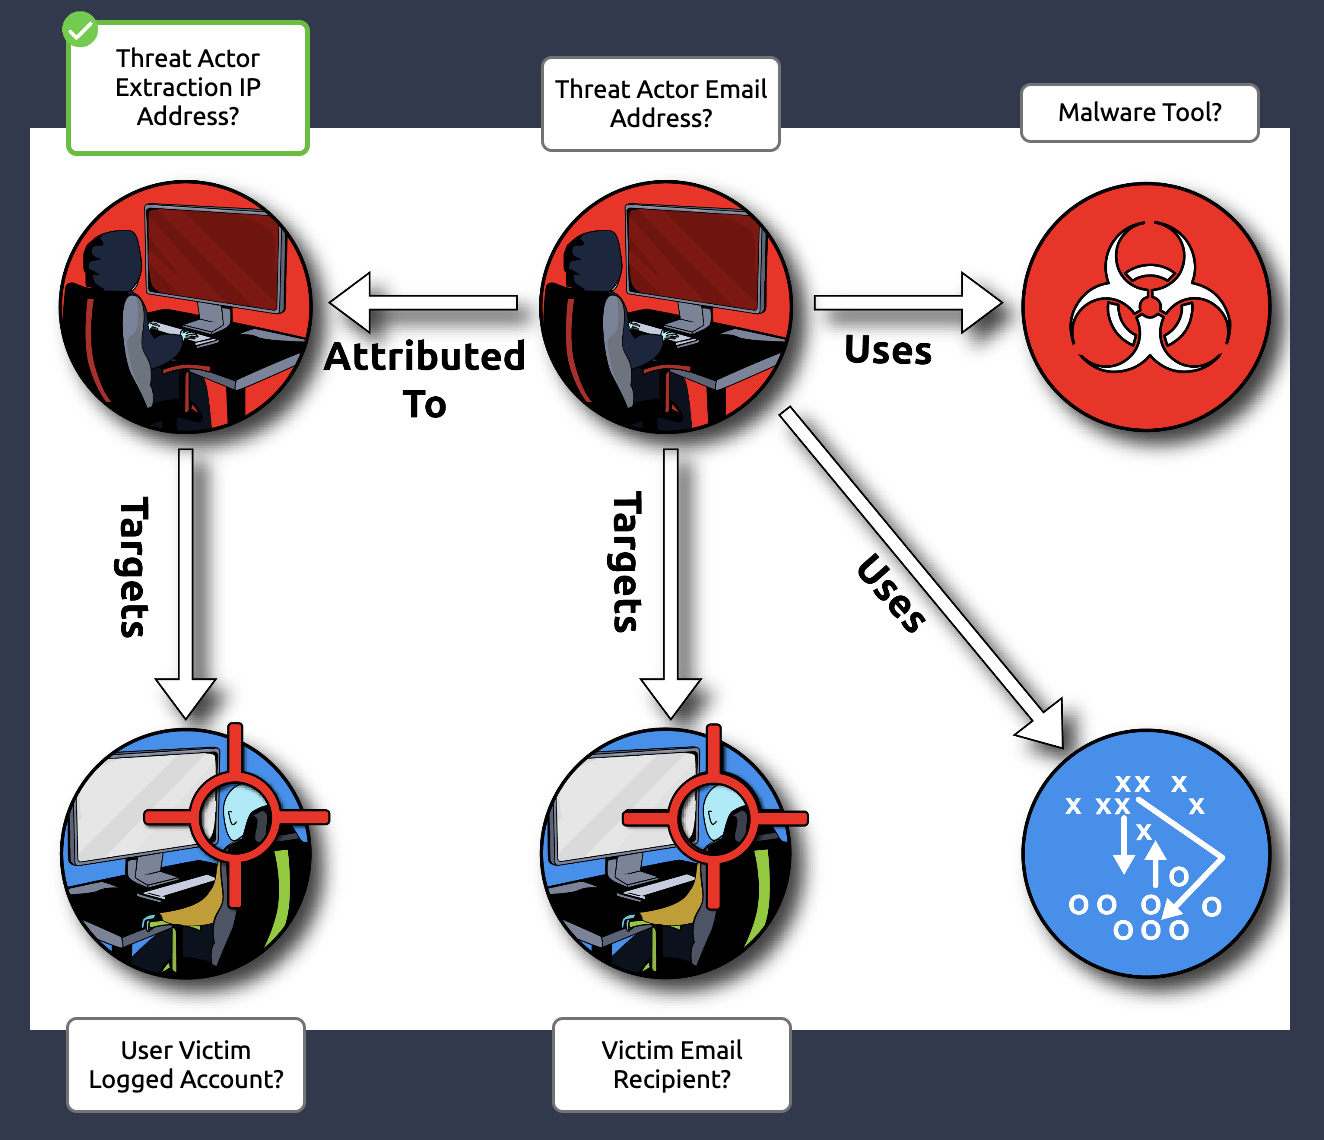 Threat Actor
Extraction IP
Address?
Threat Actor Email
Address?
Malware Tool?
Attributed
To
Uses
Targets
Targets
Uses
xx x
x xx x
x
o
o o o o
o o o
User Victim
Logged Account?
Victim Email
Recipient?